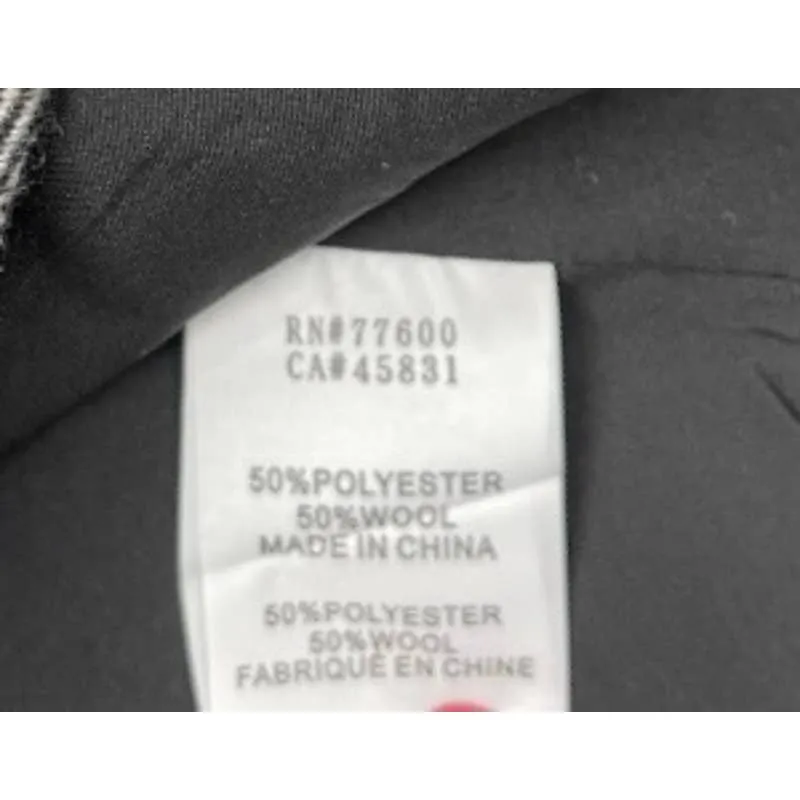 RN#77600
CA#45831
50%POLYESTER
50%WOOL
MADE IN CHINA
50%POLYESTER
50%WOOL
FABRIQUÉ EN CHINE